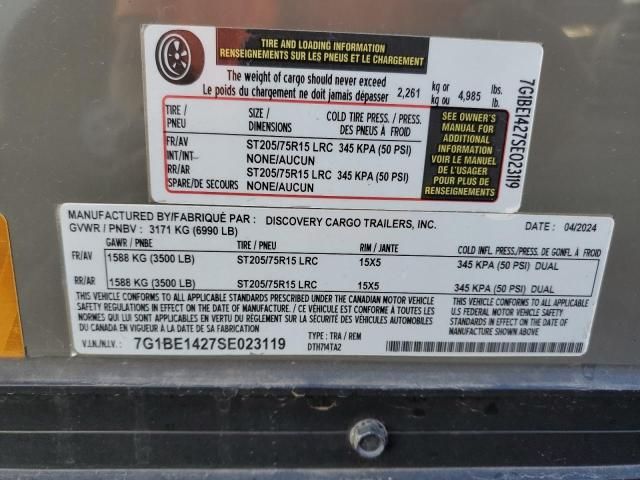 TIRE AND LOADING INFORMATION
RENSEIGNEMENTS SUR LES PNEUS ET LE CHARGEMENT
The weight of cargo should never exceed kg or lbs.
Le poids du chargement ne doit jamais dépasser 2,261 kg ou 4,985 lb.
TIRE / SIZE / COLD TIRE PRESS. / PRESS.
PNEU DIMENSIONS DES PNEUS À FROID
FR/AV ST205/75R15 LRC 345 KPA (50 PSI)
INT/INT NONE/AUCUN
RR/AR ST205/75R15 LRC 345 KPA (50 PSI)
SPARE/DE SECOURS NONE/AUCUN
SEE OWNER'S
MANUAL FOR
ADDITIONAL
INFORMATION
VOIR LE MANUEL
DE L'USAGER
POUR PLUS DE
RENSEIGNEMENTS
7G1BE1427SE023119
MANUFACTURED BY/FABRIQUÉ PAR : DISCOVERY CARGO TRAILERS, INC.
GVWR / PNBV : 3171 KG (6990 LB) DATE : 04/2024
GAWR / PNBE TIRE/PNEU RIM/JANTE COLD INFL. PRESS./PRESS. DE GONFL. À FROID
FR/AV 1588 KG (3500 LB) ST205/75R15 LRC 15X5 345 KPA (50 PSI) DUAL
RR/AR 1588 KG (3500 LB) ST205/75R15 LRC 15X5 345 KPA (50 PSI) DUAL
THIS VEHICLE CONFORMS TO ALL APPLICABLE STANDARDS PRESCRIBED UNDER THE CANADIAN MOTOR VEHICLE
SAFETY REGULATIONS IN EFFECT ON THE DATE OF MANUFACTURE / CE VÉHICULE EST CONFORME À TOUTES LES
NORMES QUI LUI SONT APPLICABLES EN VERTU DU RÈGLEMENT SUR LA SÉCURITÉ DES VÉHICULES AUTOMOBILES
DU CANADA EN VIGUEUR À LA DATE DE SA FABRICATION
THIS VEHICLE CONFORMS TO ALL APPLICABLE
U.S FEDERAL MOTOR VEHICLE SAFETY STANDARDS
IN EFFECT ON THE DATE OF MANUFACTURE
SHOWN ABOVE.
V.I.N./N.I.V.: 7G1BE1427SE023119
TYPE : TRA / REM
DTH714TA2